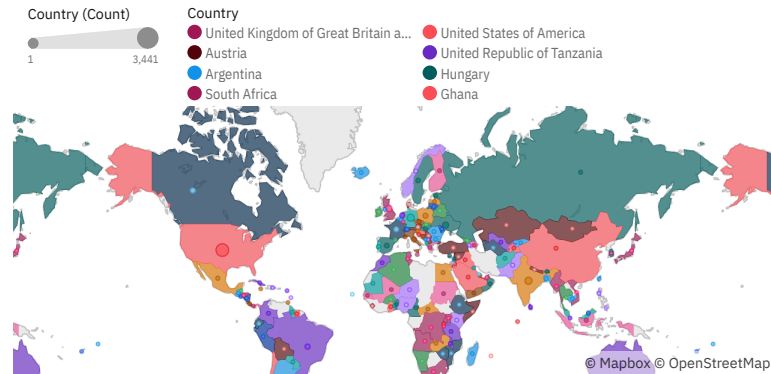 Country (Count)
1 3,441
Country
United Kingdom of Great Britain a... United States of America
Austria United Republic of Tanzania
Argentina Hungary
South Africa Ghana
© Mapbox © OpenStreetMap